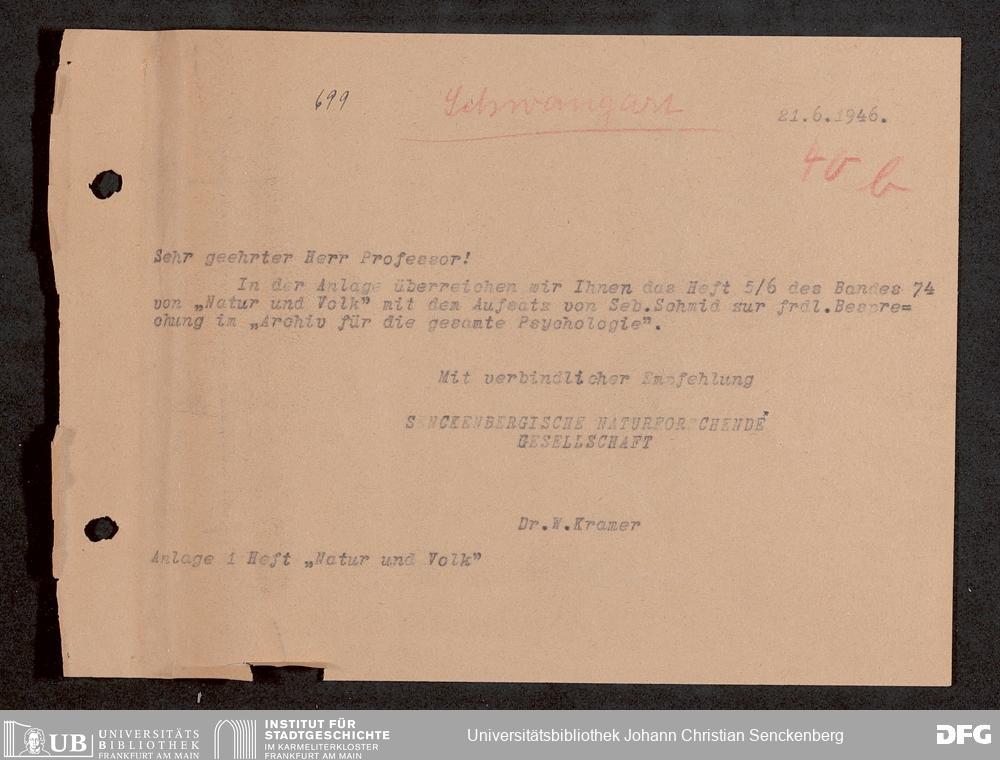 699
Schwangart
21.6.1946.
40 b
Sehr geehrter Herr Professor!
In der Anlage überreichen wir Ihnen das Heft 5/6 des Bandes 74
von „Natur und Volk" mit dem Aufsatz von Seb.Schmid zur frdl.Bespre=
chung im „Archiv für die gesamte Psychologie".
Mit verbindlicher Empfehlung
SENCKENBERGISCHE NATURFORSCHENDE
GESELLSCHAFT
Dr.W.Kramer
Anlage 1 Heft „Natur und Volk"
UB UNIVERSITÄTS
BIBLIOTHEK
FRANKFURT AM MAIN
INSTITUT FÜR
STADTGESCHICHTE
IM KARMELITERKLOSTER
FRANKFURT AM MAIN
Universitätsbibliothek Johann Christian Senckenberg
DFG